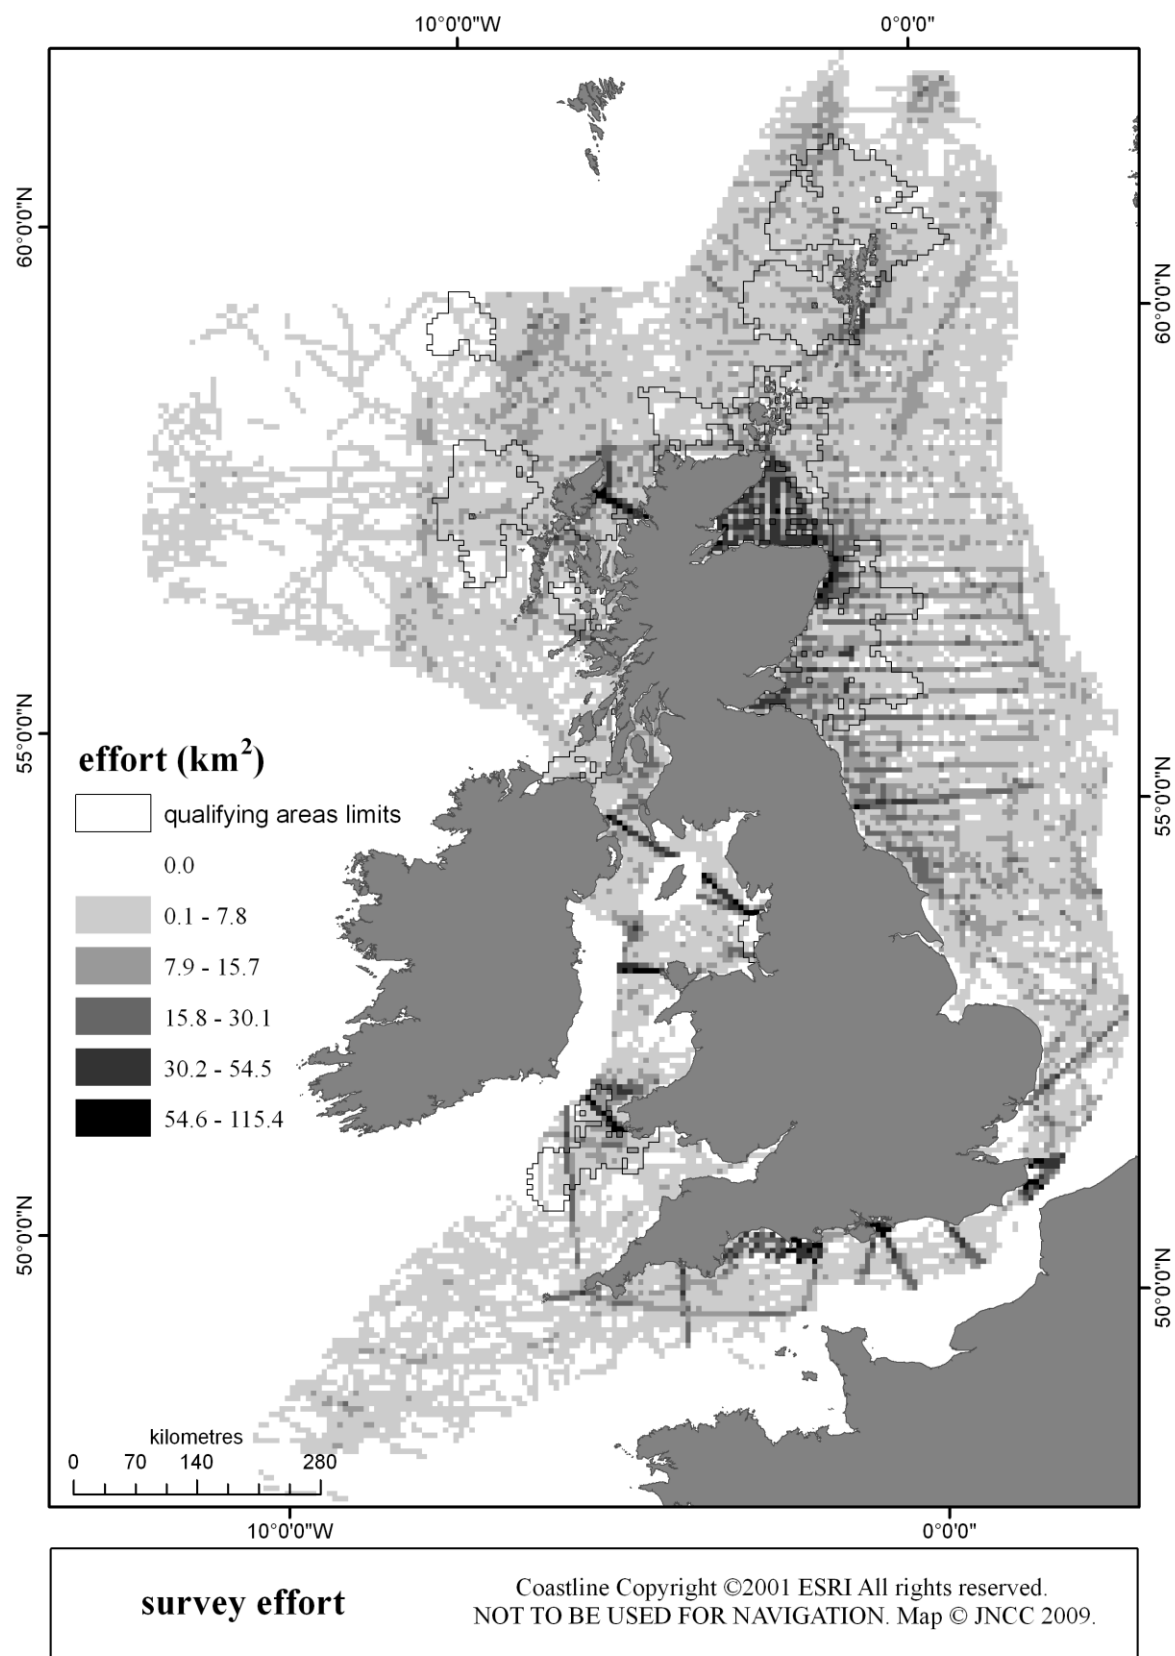 10°0'0"W 0°0'0"
60°0'0"N
60°0'0"N
55°0'0"N
55°0'0"N
effort (km²)
qualifying areas limits
0.0
0.1 - 7.8
7.9 - 15.7
15.8 - 30.1
30.2 - 54.5
54.6 - 115.4
50°0'0"N
50°0'0"N
kilometres
0 70 140 280
10°0'0"W 0°0'0"
survey effort
Coastline Copyright ©2001 ESRI All rights reserved.
NOT TO BE USED FOR NAVIGATION. Map © JNCC 2009.